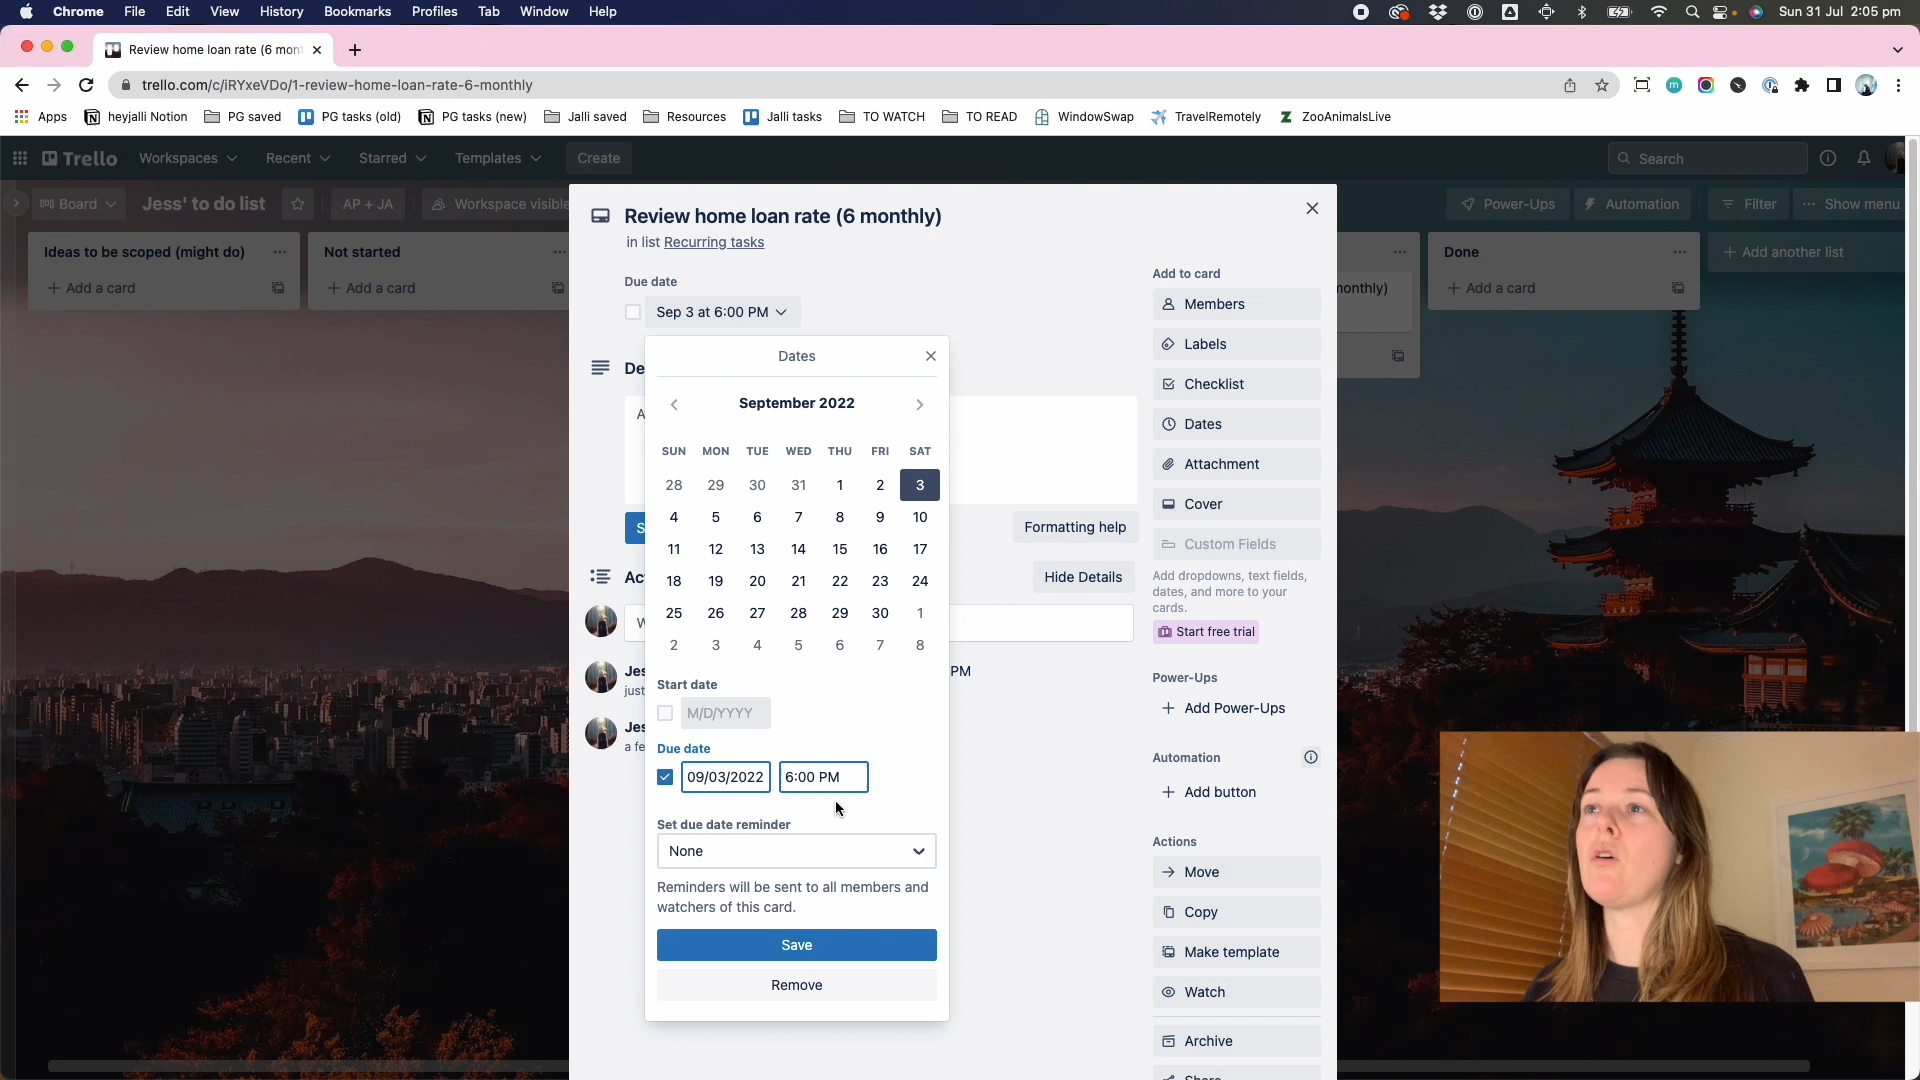 Chrome File Edit View History Bookmarks Profiles Tab Window Help
Sun 31 Jul 2:05 pm
Review home loan rate (6 mont
trello.com/c/iRYxeVDo/1-review-home-loan-rate-6-monthly
Apps heyjalli Notion PG saved PG tasks (old) PG tasks (new) Jalli saved Resources Jalli tasks TO WATCH TO READ WindowSwap TravelRemotely ZooAnimalsLive
Trello Workspaces Recent Starred Templates Create
Search
Board Jess' to do list AP + JA Workspace visible
Power-Ups Automation Filter Show menu
Ideas to be scoped (might do)
+ Add a card
Not started
+ Add a card
onthly)
Done
+ Add a card
+ Add another list
Review home loan rate (6 monthly)
in list Recurring tasks
Due date
Sep 3 at 6:00 PM
De
A
S
Formatting help
Ac
Hide Details
W
Jes
PM
just
Jes
a fe
Dates
September 2022
SUN MON TUE WED THU FRI SAT
28 29 30 31 1 2 3
4 5 6 7 8 9 10
11 12 13 14 15 16 17
18 19 20 21 22 23 24
25 26 27 28 29 30 1
2 3 4 5 6 7 8
Start date
M/D/YYYY
Due date
09/03/2022 6:00 PM
Set due date reminder
None
Reminders will be sent to all members and
watchers of this card.
Save
Remove
Add to card
Members
Labels
Checklist
Dates
Attachment
Cover
Custom Fields
Add dropdowns, text fields,
dates, and more to your
cards.
Start free trial
Power-Ups
+ Add Power-Ups
Automation
+ Add button
Actions
Move
Copy
Make template
Watch
Archive
Share